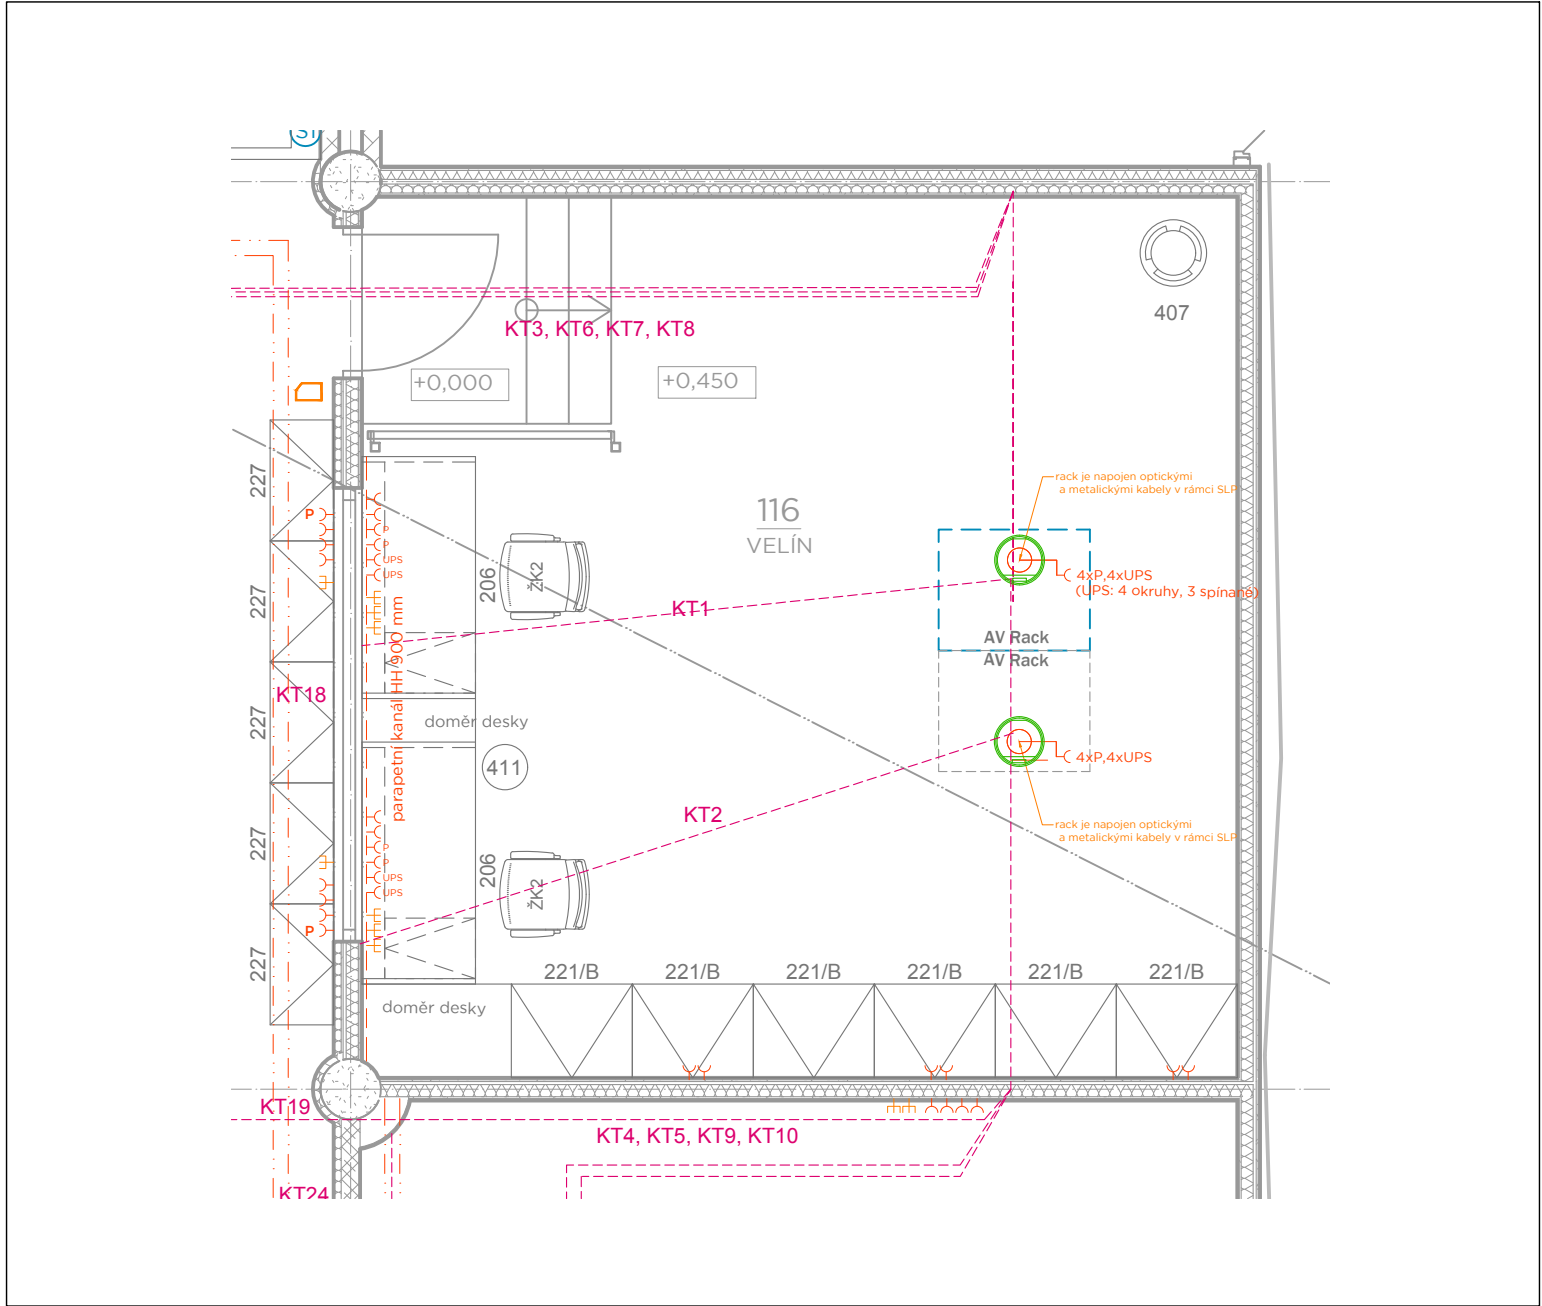 S1
407
KT3, KT6, KT7, KT8
+0,000
+0,450
227
rack je napojen optickými
a metalickými kabely v rámci SLP
116
VELÍN
P
P
P
UPS
UPS
206
ŽK2
4xP,4xUPS
(UPS: 4 okruhy, 3 spínané)
227
KT1
AV Rack
AV Rack
parapetní kanál HH 900 mm
KT18
227
doměr desky
411
4xP,4xUPS
KT2
rack je napojen optickými
a metalickými kabely v rámci SLP
227
P
P
UPS
UPS
206
ŽK2
P
227
221/B
221/B
221/B
221/B
221/B
221/B
doměr desky
KT19
KT4, KT5, KT9, KT10
KT24